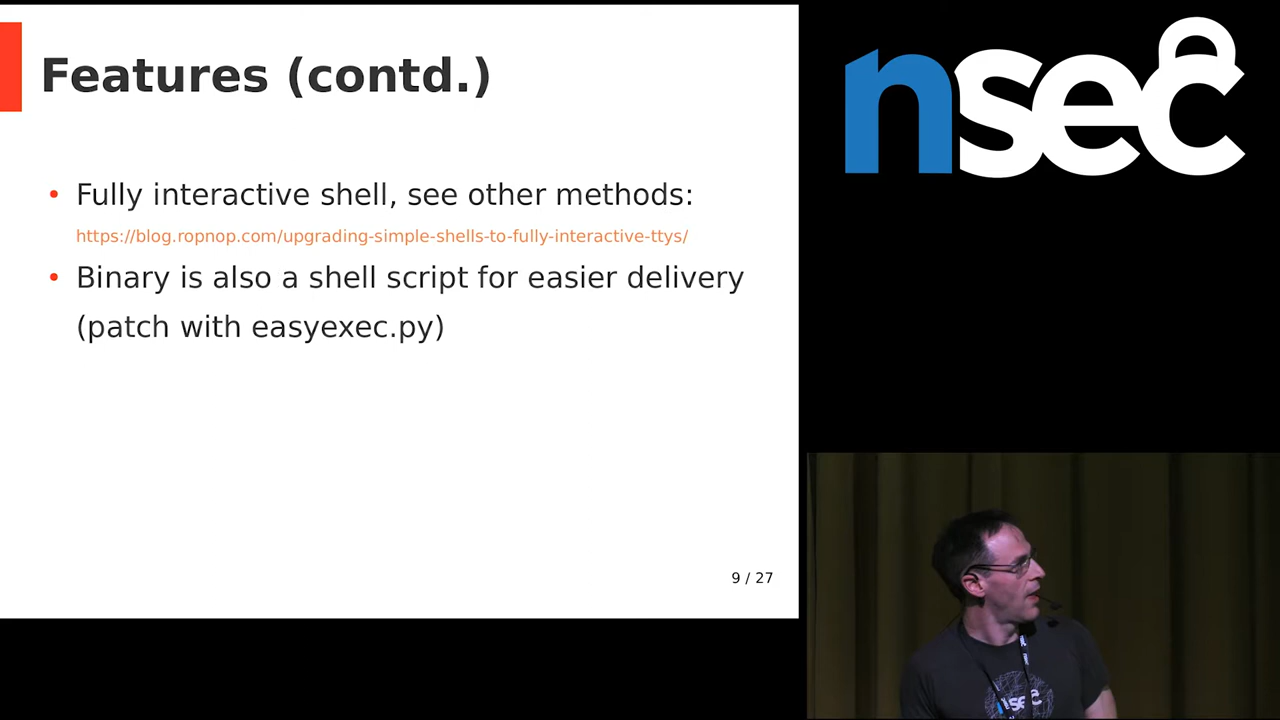 Features (contd.)
• Fully interactive shell, see other methods:
https://blog.ropnop.com/upgrading-simple-shells-to-fully-interactive-ttys/
• Binary is also a shell script for easier delivery
(patch with easyexec.py)
9 / 27
nsec
nsec